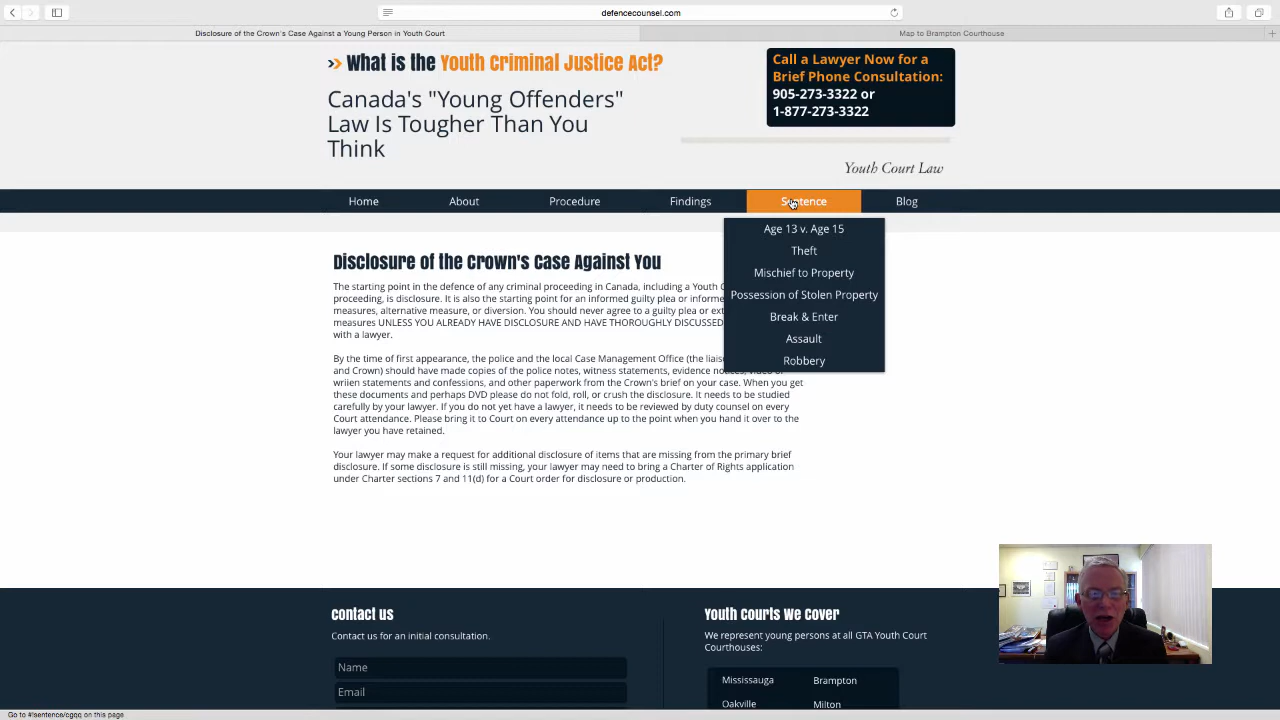 defencecounsel.com
Disclosure of the Crown's Case Against a Young Person in Youth Court
Map to Brampton Courthouse
>> What is the Youth Criminal Justice Act?
Canada's "Young Offenders"
Law Is Tougher Than You
Think
Call a Lawyer Now for a
Brief Phone Consultation:
905-273-3322 or
1-877-273-3322
Youth Court Law
Home About Procedure Findings Sentence Blog
Age 13 v. Age 15
Theft
Mischief to Property
Possession of Stolen Property
Break & Enter
Assault
Robbery
Disclosure of the Crown's Case Against You
The starting point in the defence of any criminal proceeding in Canada, including a Youth
proceeding, is disclosure. It is also the starting point for an informed guilty plea or
measures, alternative measure, or diversion. You should never agree to a guilty plea or
measures UNLESS YOU ALREADY HAVE DISCLOSURE AND HAVE THOROUGHLY DISCUSSED
with a lawyer.
By the time of first appearance, the police and the local Case Management Office (the
and Crown) should have made copies of the police notes, witness statements, evidence
wriien statements and confessions, and other paperwork from the Crown's brief on your case. When you get
these documents and perhaps DVD please do not fold, roll, or crush the disclosure. It needs to be studied
carefully by your lawyer. If you do not yet have a lawyer, it needs to be reviewed by duty counsel on every
Court attendance. Please bring it to Court on every attendance up to the point when you hand it over to the
lawyer you have retained.
Your lawyer may make a request for additional disclosure of items that are missing from the primary brief
disclosure. If some disclosure is still missing, your lawyer may need to bring a Charter of Rights application
under Charter sections 7 and 11(d) for a Court order for disclosure or production.
contact us
Contact us for an initial consultation.
Name
Email
Youth Courts We Cover
We represent young persons at all GTA Youth Court
Courthouses:
Mississauga Brampton
Oakville Milton
Go to #!sentence/cgqq on this page